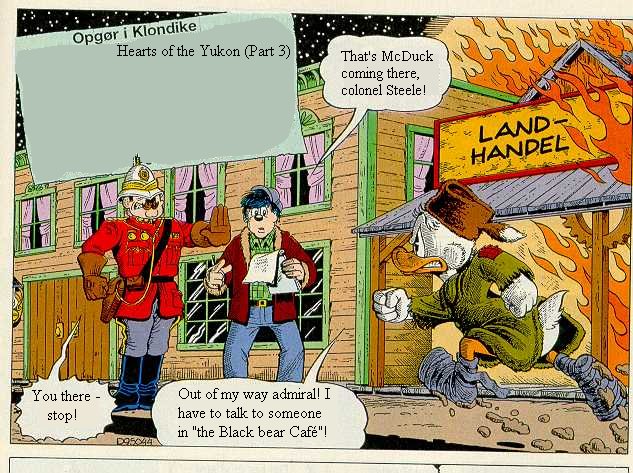 Opgør i Klondike
Hearts of the Yukon (Part 3)
That's McDuck
coming there,
colonel Steele!
LAND-
HANDEL
You there -
stop!
Out of my way admiral! I
have to talk to someone
in "the Black bear Café"!
D95044